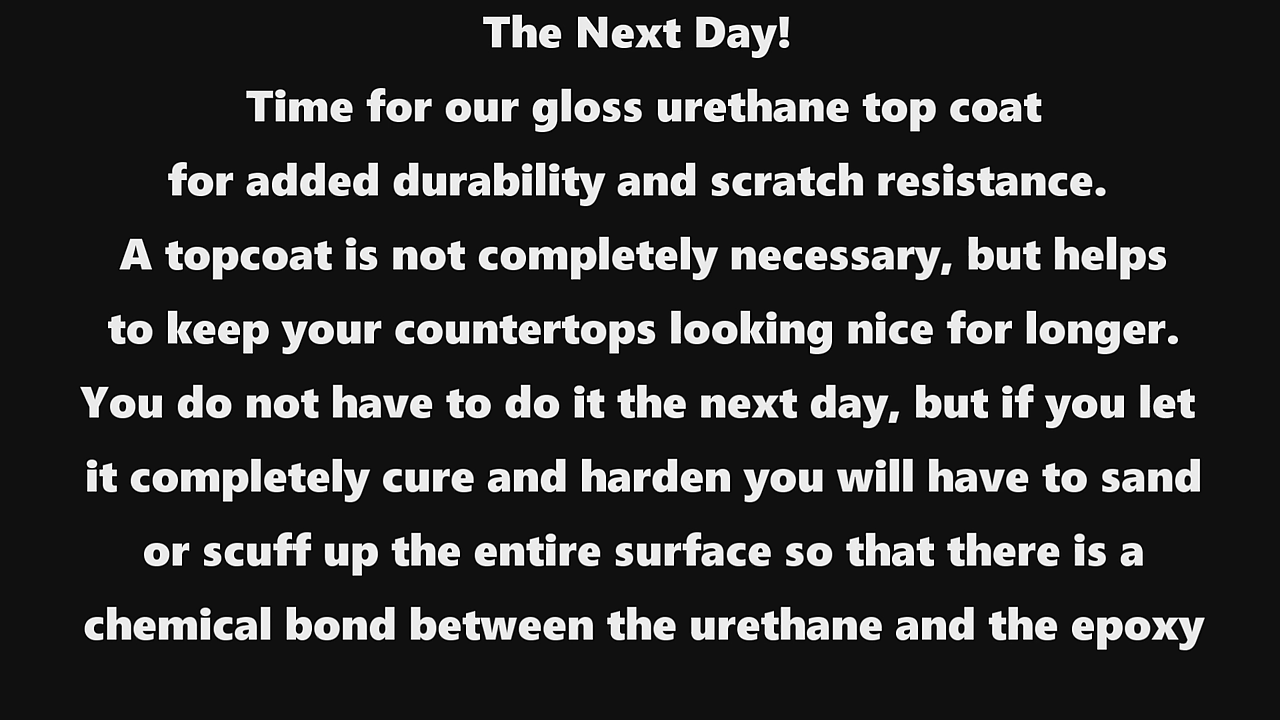 The Next Day!
Time for our gloss urethane top coat
for added durability and scratch resistance.
A topcoat is not completely necessary, but helps
to keep your countertops looking nice for longer.
You do not have to do it the next day, but if you let
it completely cure and harden you will have to sand
or scuff up the entire surface so that there is a
chemical bond between the urethane and the epoxy